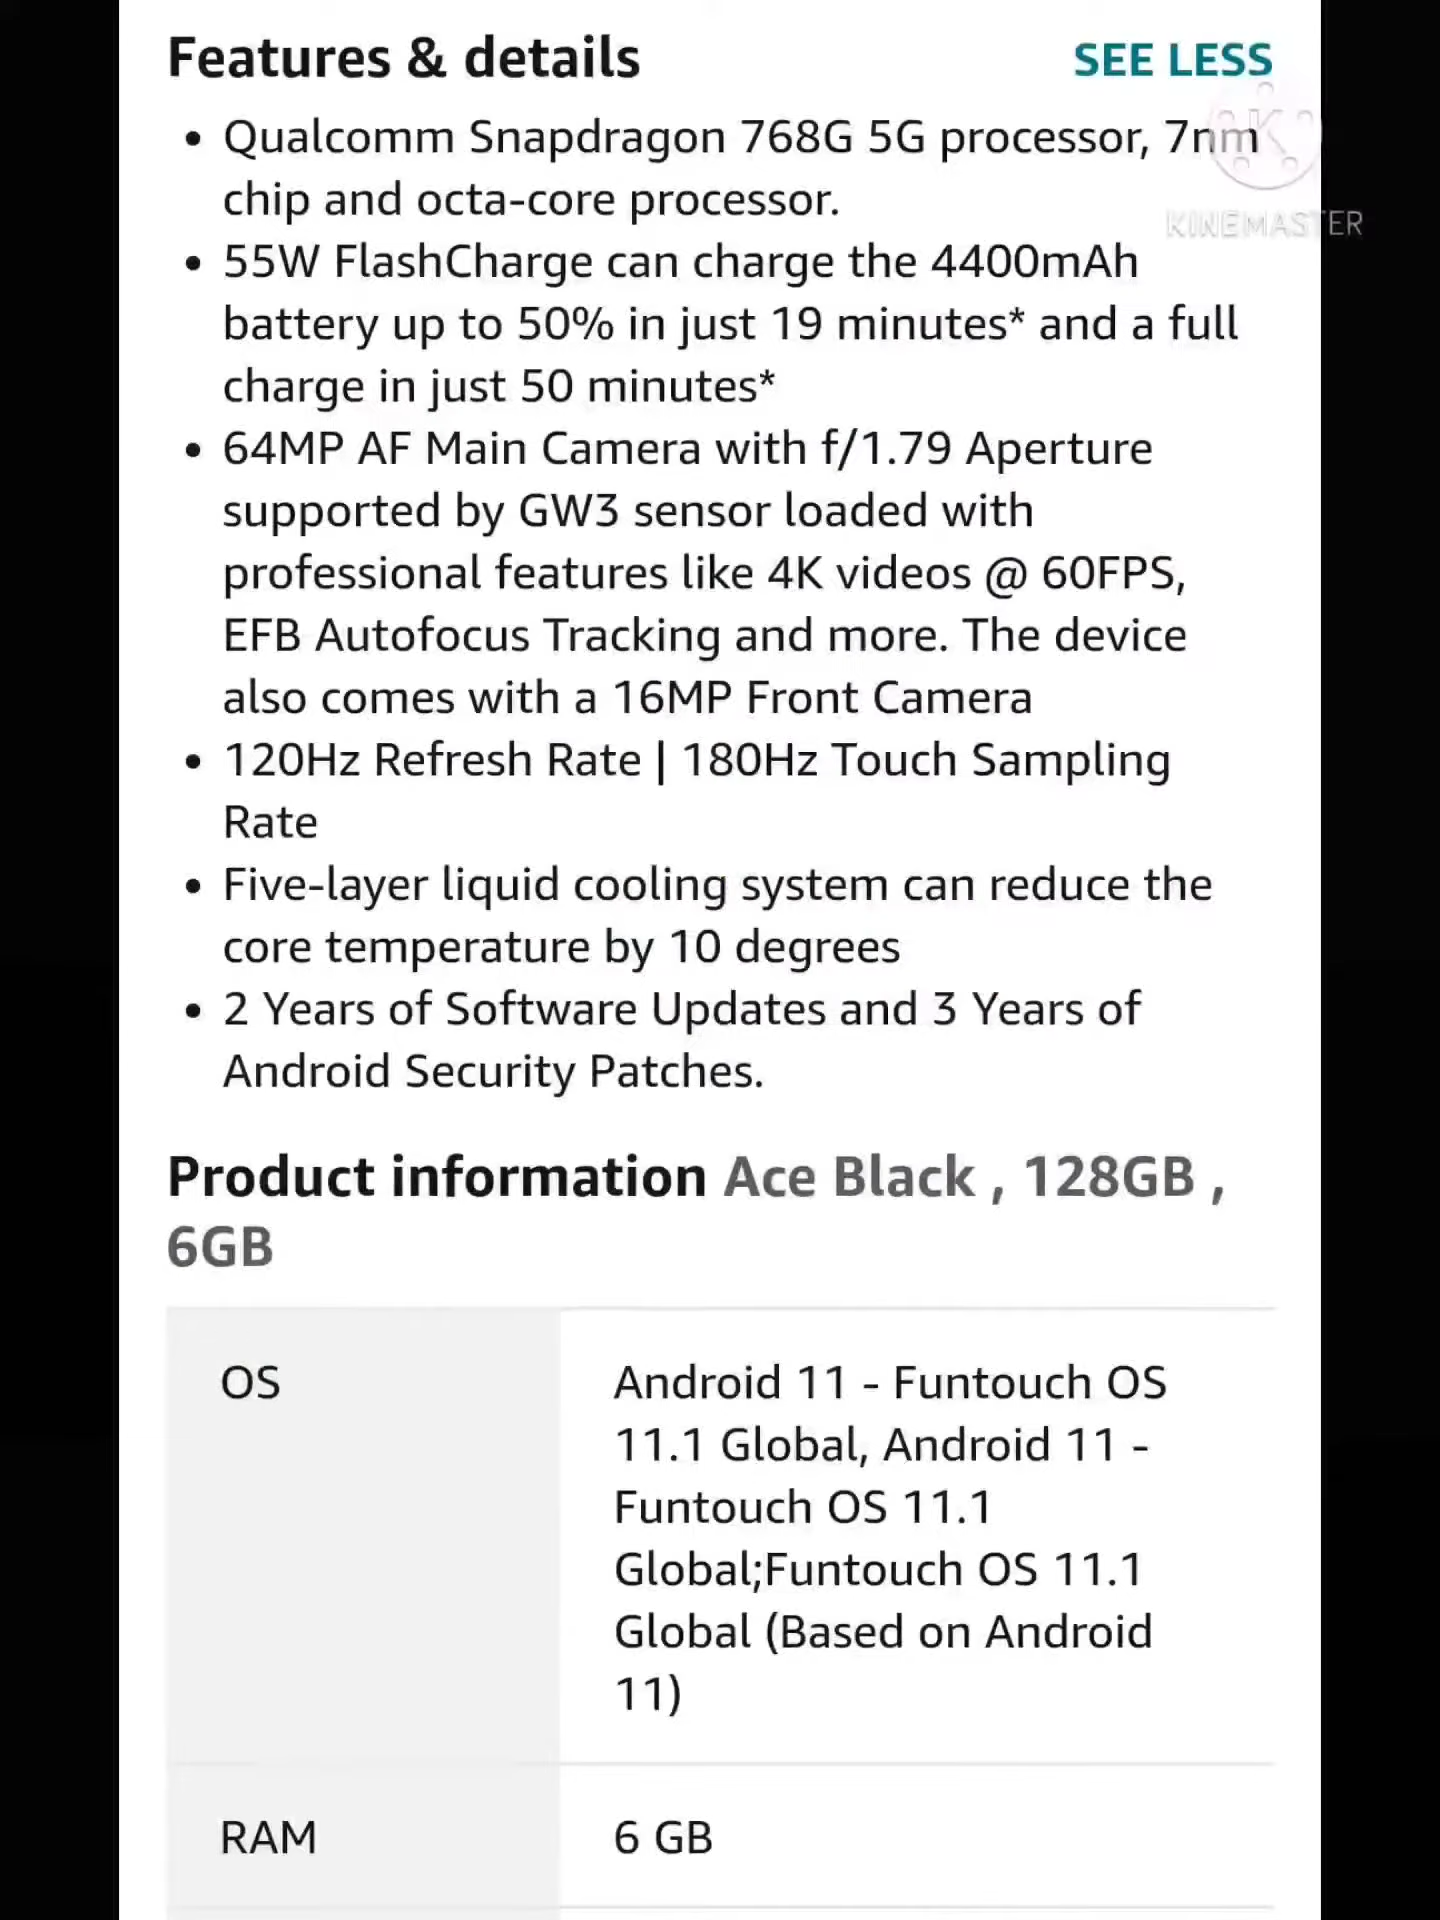 Features & details
SEE LESS
• Qualcomm Snapdragon 768G 5G processor, 7nm
chip and octa-core processor.
KINEMASTER
• 55W FlashCharge can charge the 4400mAh
battery up to 50% in just 19 minutes* and a full
charge in just 50 minutes*
• 64MP AF Main Camera with f/1.79 Aperture
supported by GW3 sensor loaded with
professional features like 4K videos @ 60FPS,
EFB Autofocus Tracking and more. The device
also comes with a 16MP Front Camera
• 120Hz Refresh Rate | 180Hz Touch Sampling
Rate
• Five-layer liquid cooling system can reduce the
core temperature by 10 degrees
• 2 Years of Software Updates and 3 Years of
Android Security Patches.
Product information Ace Black , 128GB ,
6GB
OS
Android 11 - Funtouch OS
11.1 Global, Android 11 -
Funtouch OS 11.1
Global;Funtouch OS 11.1
Global (Based on Android
11)
RAM
6 GB